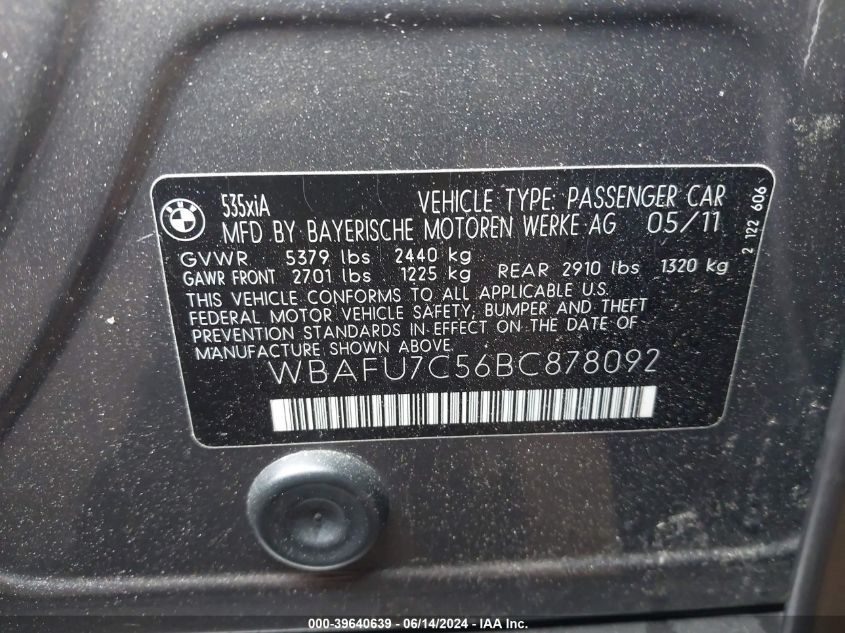 BMW
535xiA VEHICLE TYPE: PASSENGER CAR
MFD BY BAYERISCHE MOTOREN WERKE AG 05/11
GVWR 5379 lbs 2440 kg
GAWR FRONT 2701 lbs 1225 kg REAR 2910 lbs 1320 kg
THIS VEHICLE CONFORMS TO ALL APPLICABLE U.S.
FEDERAL MOTOR VEHICLE SAFETY, BUMPER AND THEFT
PREVENTION STANDARDS IN EFFECT ON THE DATE OF
MANUFACTURE SHOWN ABOVE.
WBAFU7C56BC878092
2 122 606
000-39640639 - 06/14/2024 - IAA Inc.